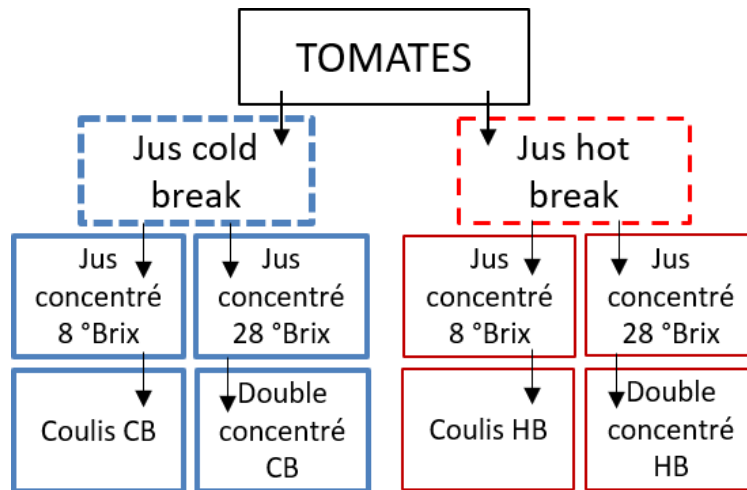 TOMATES
Jus cold
break
Jus hot
break
Jus
concentré
8 °Brix
Jus
concentré
28 °Brix
Jus
concentré
8 °Brix
Jus
concentré
28 °Brix
Coulis CB
Double
concentré
CB
Coulis HB
Double
concentré
HB